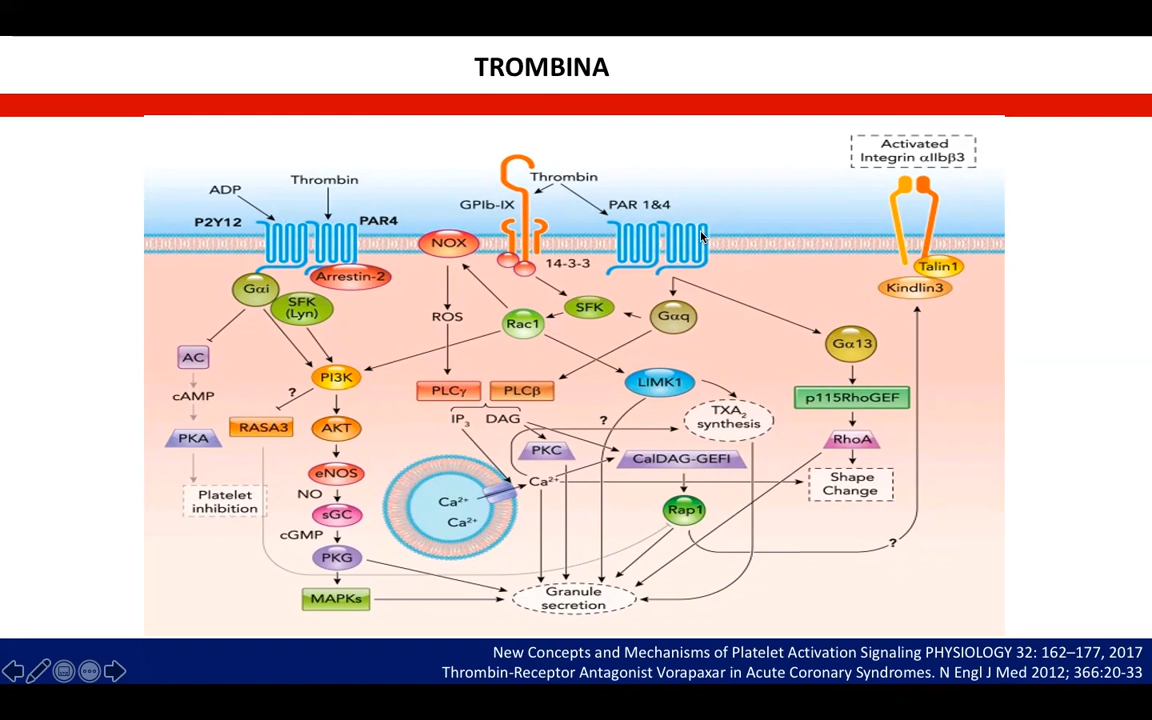 TROMBINA
Activated
Integrin αIIbβ3
Thrombin
Thrombin
ADP
GPIb-IX
PAR 1&4
P2Y12
PAR4
NOX
14-3-3
Talin1
Kindlin3
Arrestin-2
Gαi
SFK
(Lyn)
SFK
ROS
Rac1
Gαq
Gα13
AC
PI3K
LIMK1
?
PLCγ
PLCβ
cAMP
p115RhoGEF
TXA2
synthesis
IP3
DAG
?
RASA3
AKT
PKA
RhoA
PKC
CalDAG-GEFI
eNOS
Ca2+
Shape
Change
NO
Platelet
inhibition
Ca2+
Ca2+
sGC
Rap1
cGMP
?
PKG
MAPKs
Granule
secretion
New Concepts and Mechanisms of Platelet Activation Signaling PHYSIOLOGY 32: 162–177, 2017
Thrombin-Receptor Antagonist Vorapaxar in Acute Coronary Syndromes. N Engl J Med 2012; 366:20-33